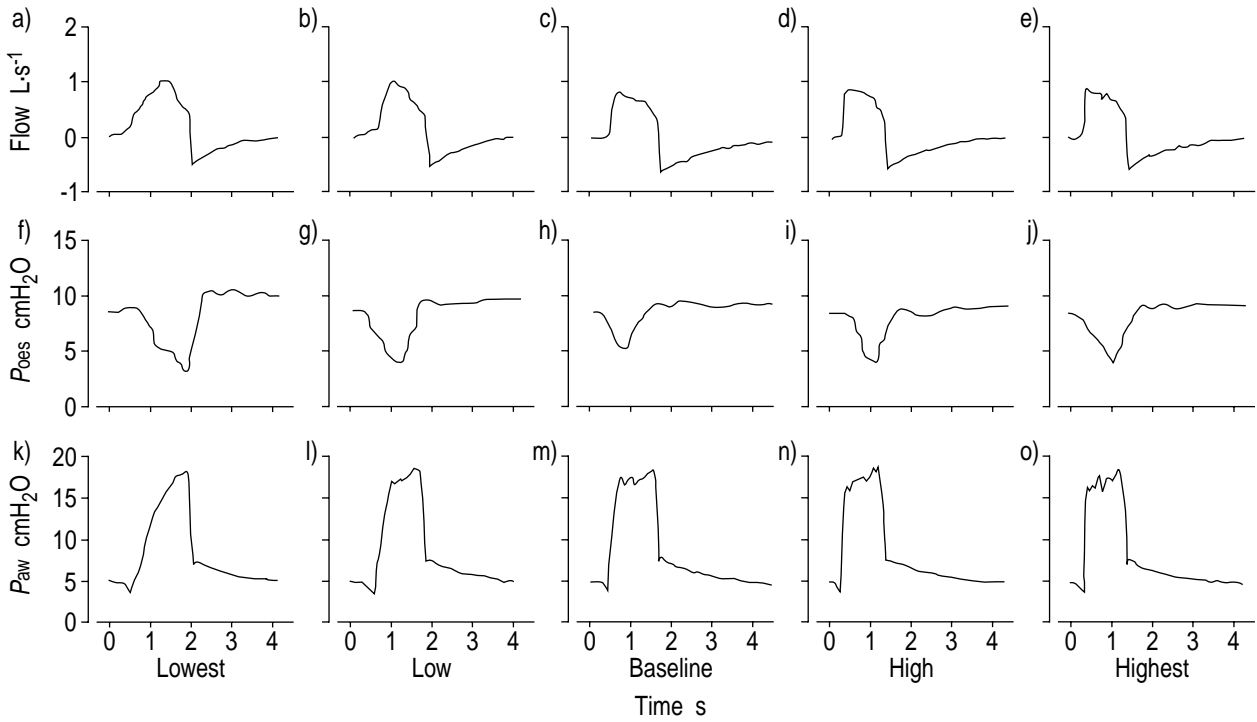 a) b) c) d) e)
Flow L·s-1
2
1
0
-1
f) g) h) i) j)
Poes cmH2O
15
10
5
0
k) l) m) n) o)
Paw cmH2O
20
15
10
5
0
0 1 2 3 4 0 1 2 3 4 0 1 2 3 4 0 1 2 3 4 0 1 2 3 4
Lowest Low Baseline High Highest
Time s